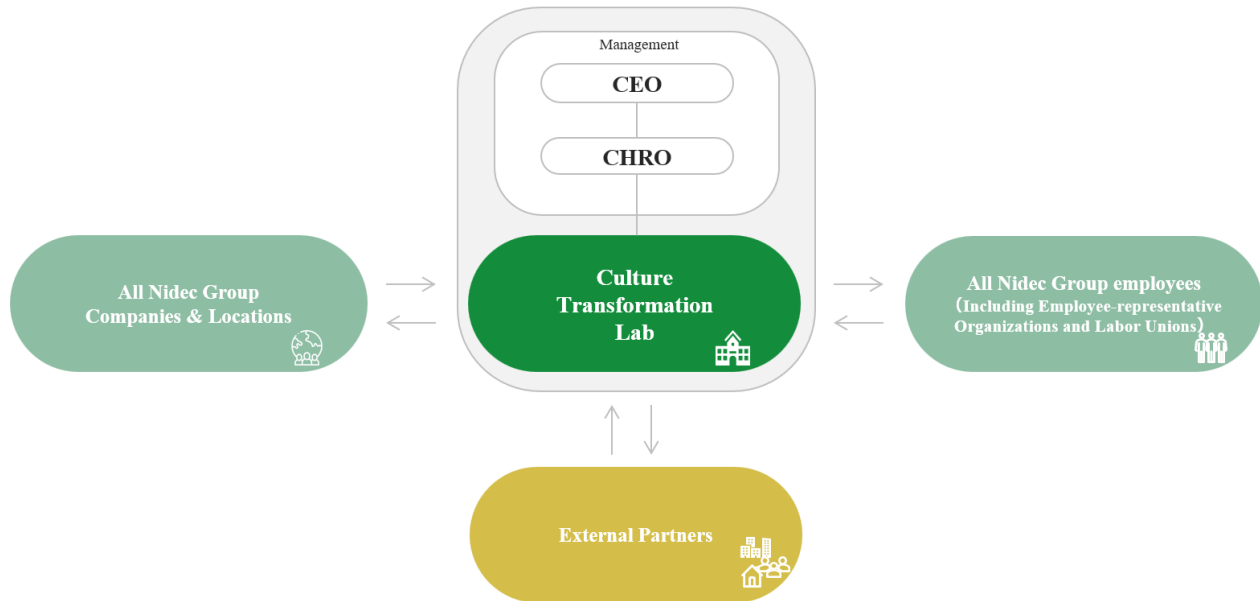 Management
CEO
CHRO
Culture
Transformation
Lab
All Nidec Group
Companies & Locations
All Nidec Group employees
（Including Employee-representative
Organizations and Labor Unions）
External Partners